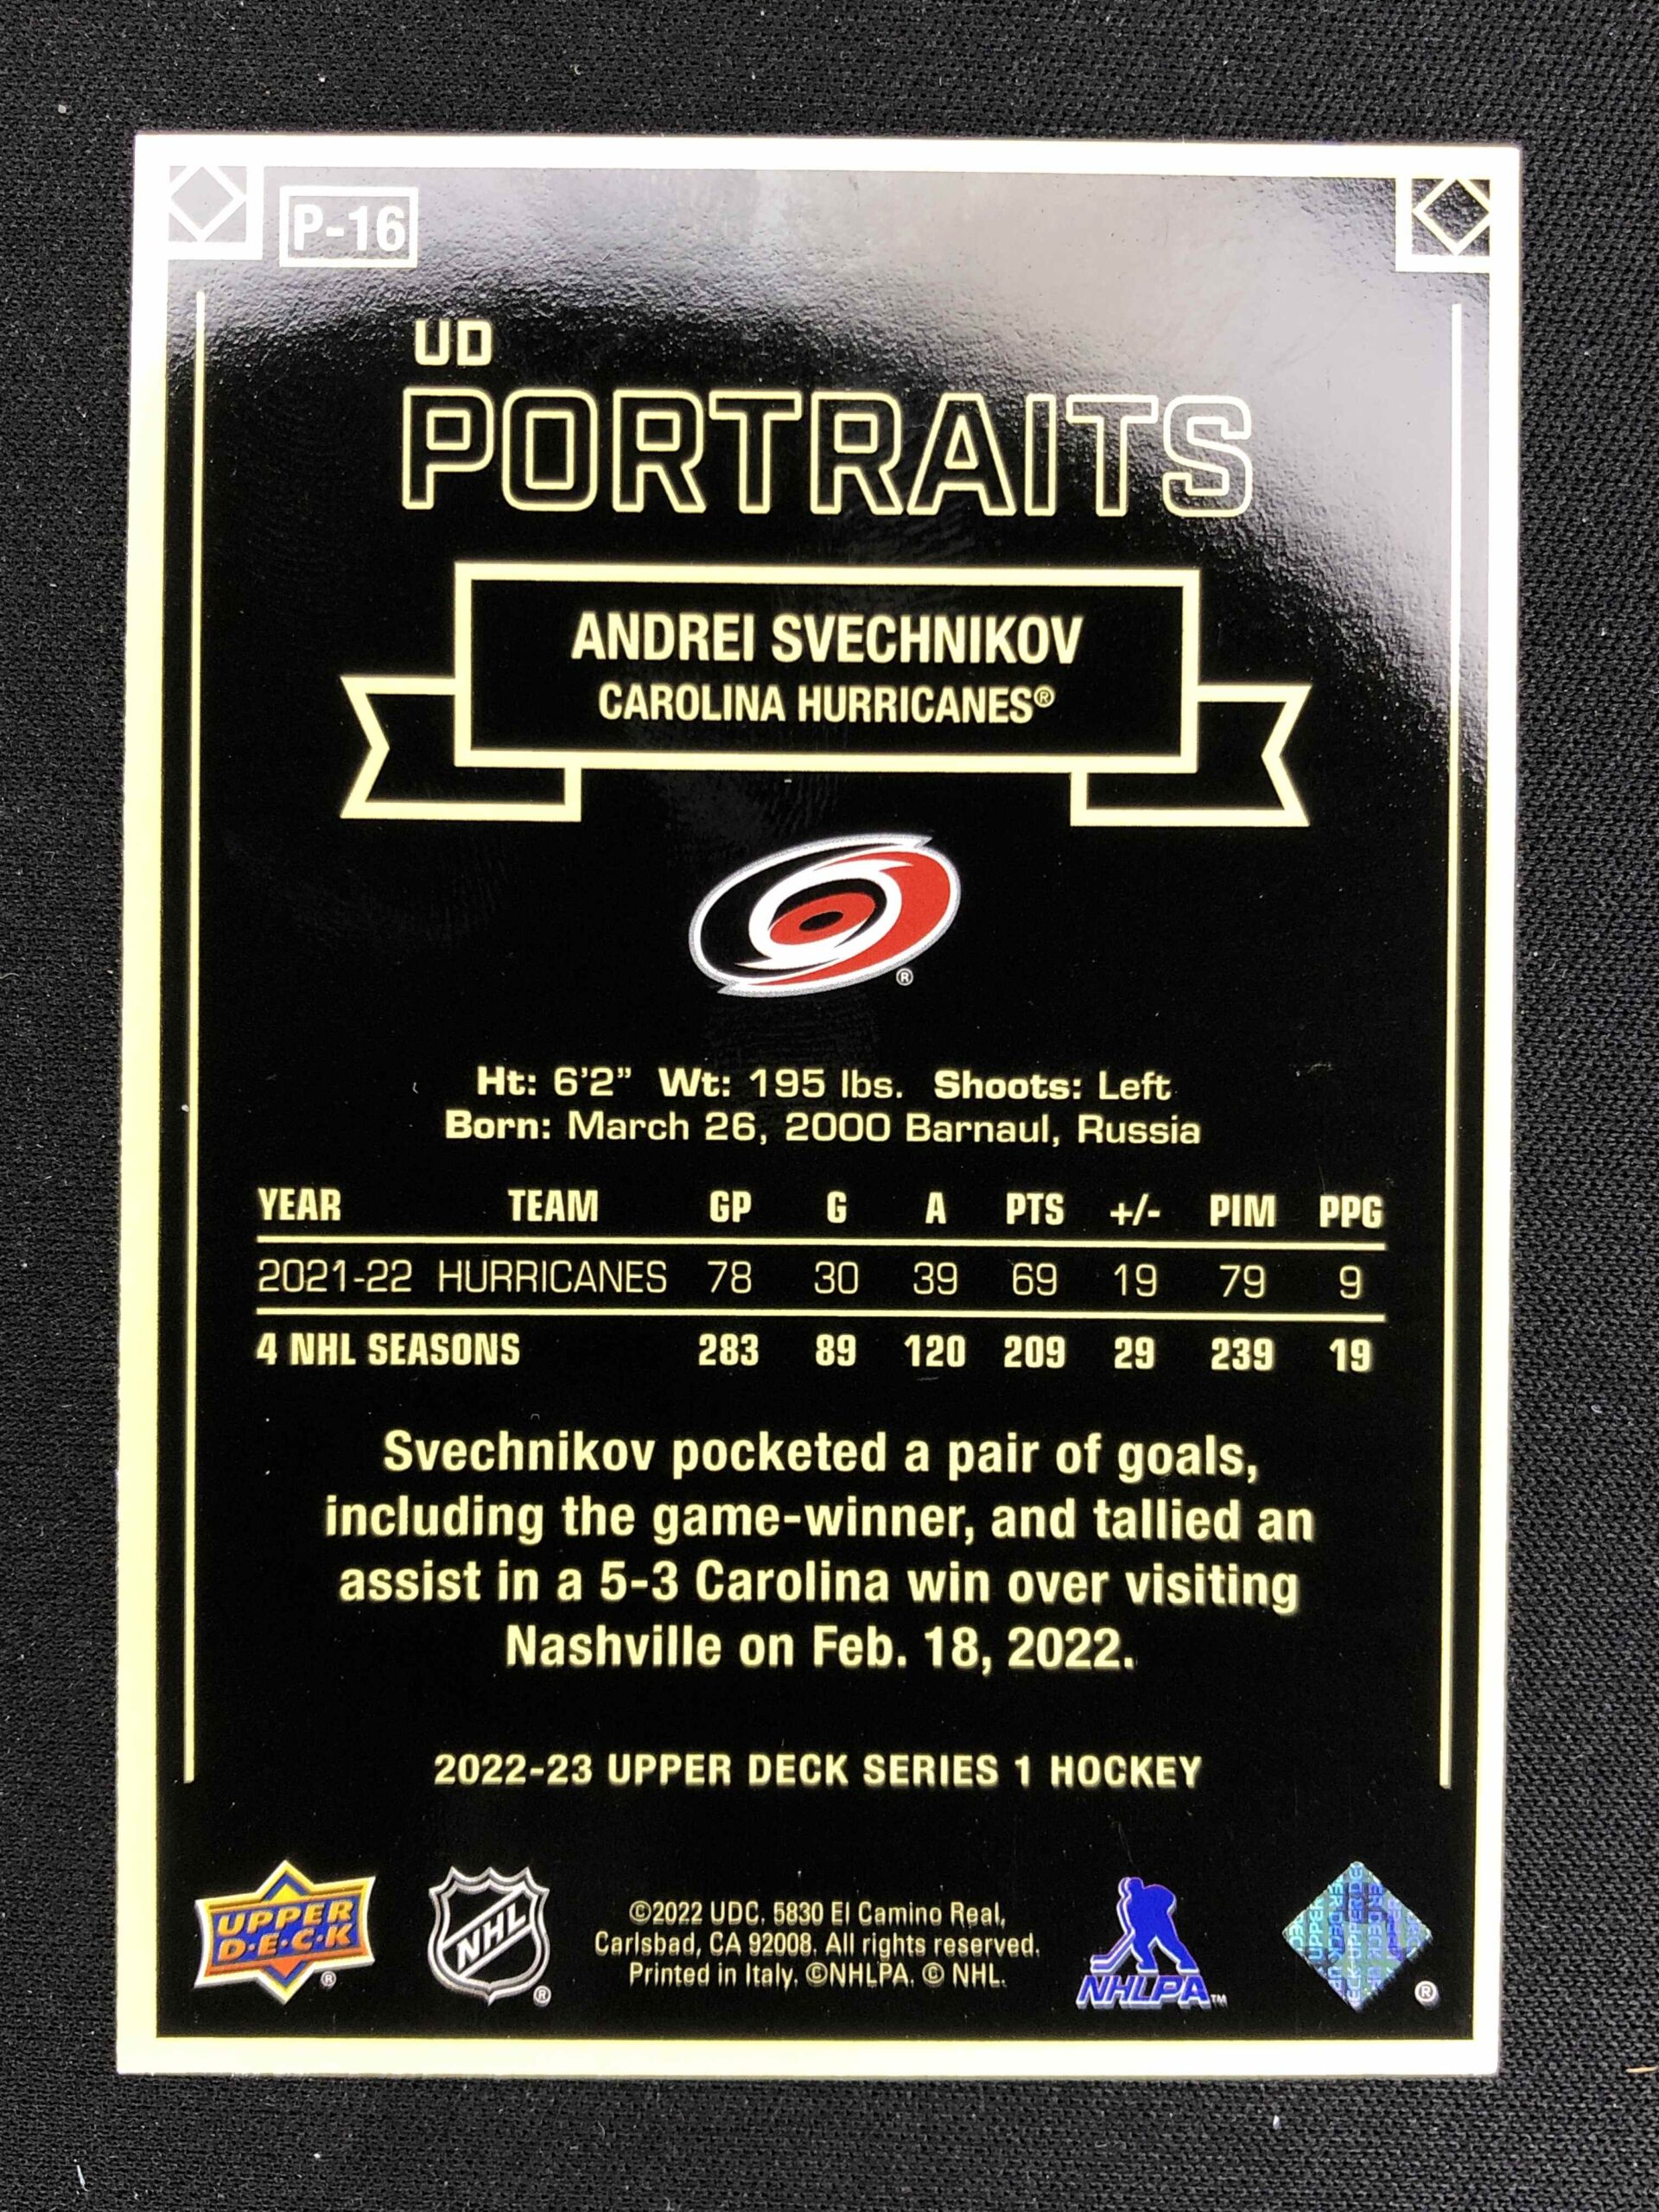 P-16
UD
PORTRAITS
ANDREI SVECHNIKOV
CAROLINA HURRICANES®
®
Ht: 6'2" Wt: 195 lbs. Shoots: Left
Born: March 26, 2000 Barnaul, Russia
YEAR TEAM GP G A PTS +/- PIM PPG
2021-22 HURRICANES 78 30 39 69 19 79 9
4 NHL SEASONS 283 89 120 209 29 239 19
Svechnikov pocketed a pair of goals,
including the game-winner, and tallied an
assist in a 5-3 Carolina win over visiting
Nashville on Feb. 18, 2022.
2022-23 UPPER DECK SERIES 1 HOCKEY
UPPER
D·E·C·K
®
NHL
®
©2022 UDC. 5830 El Camino Real,
Carlsbad, CA 92008. All rights reserved.
Printed in Italy. ©NHLPA. © NHL.
NHLPA™
®